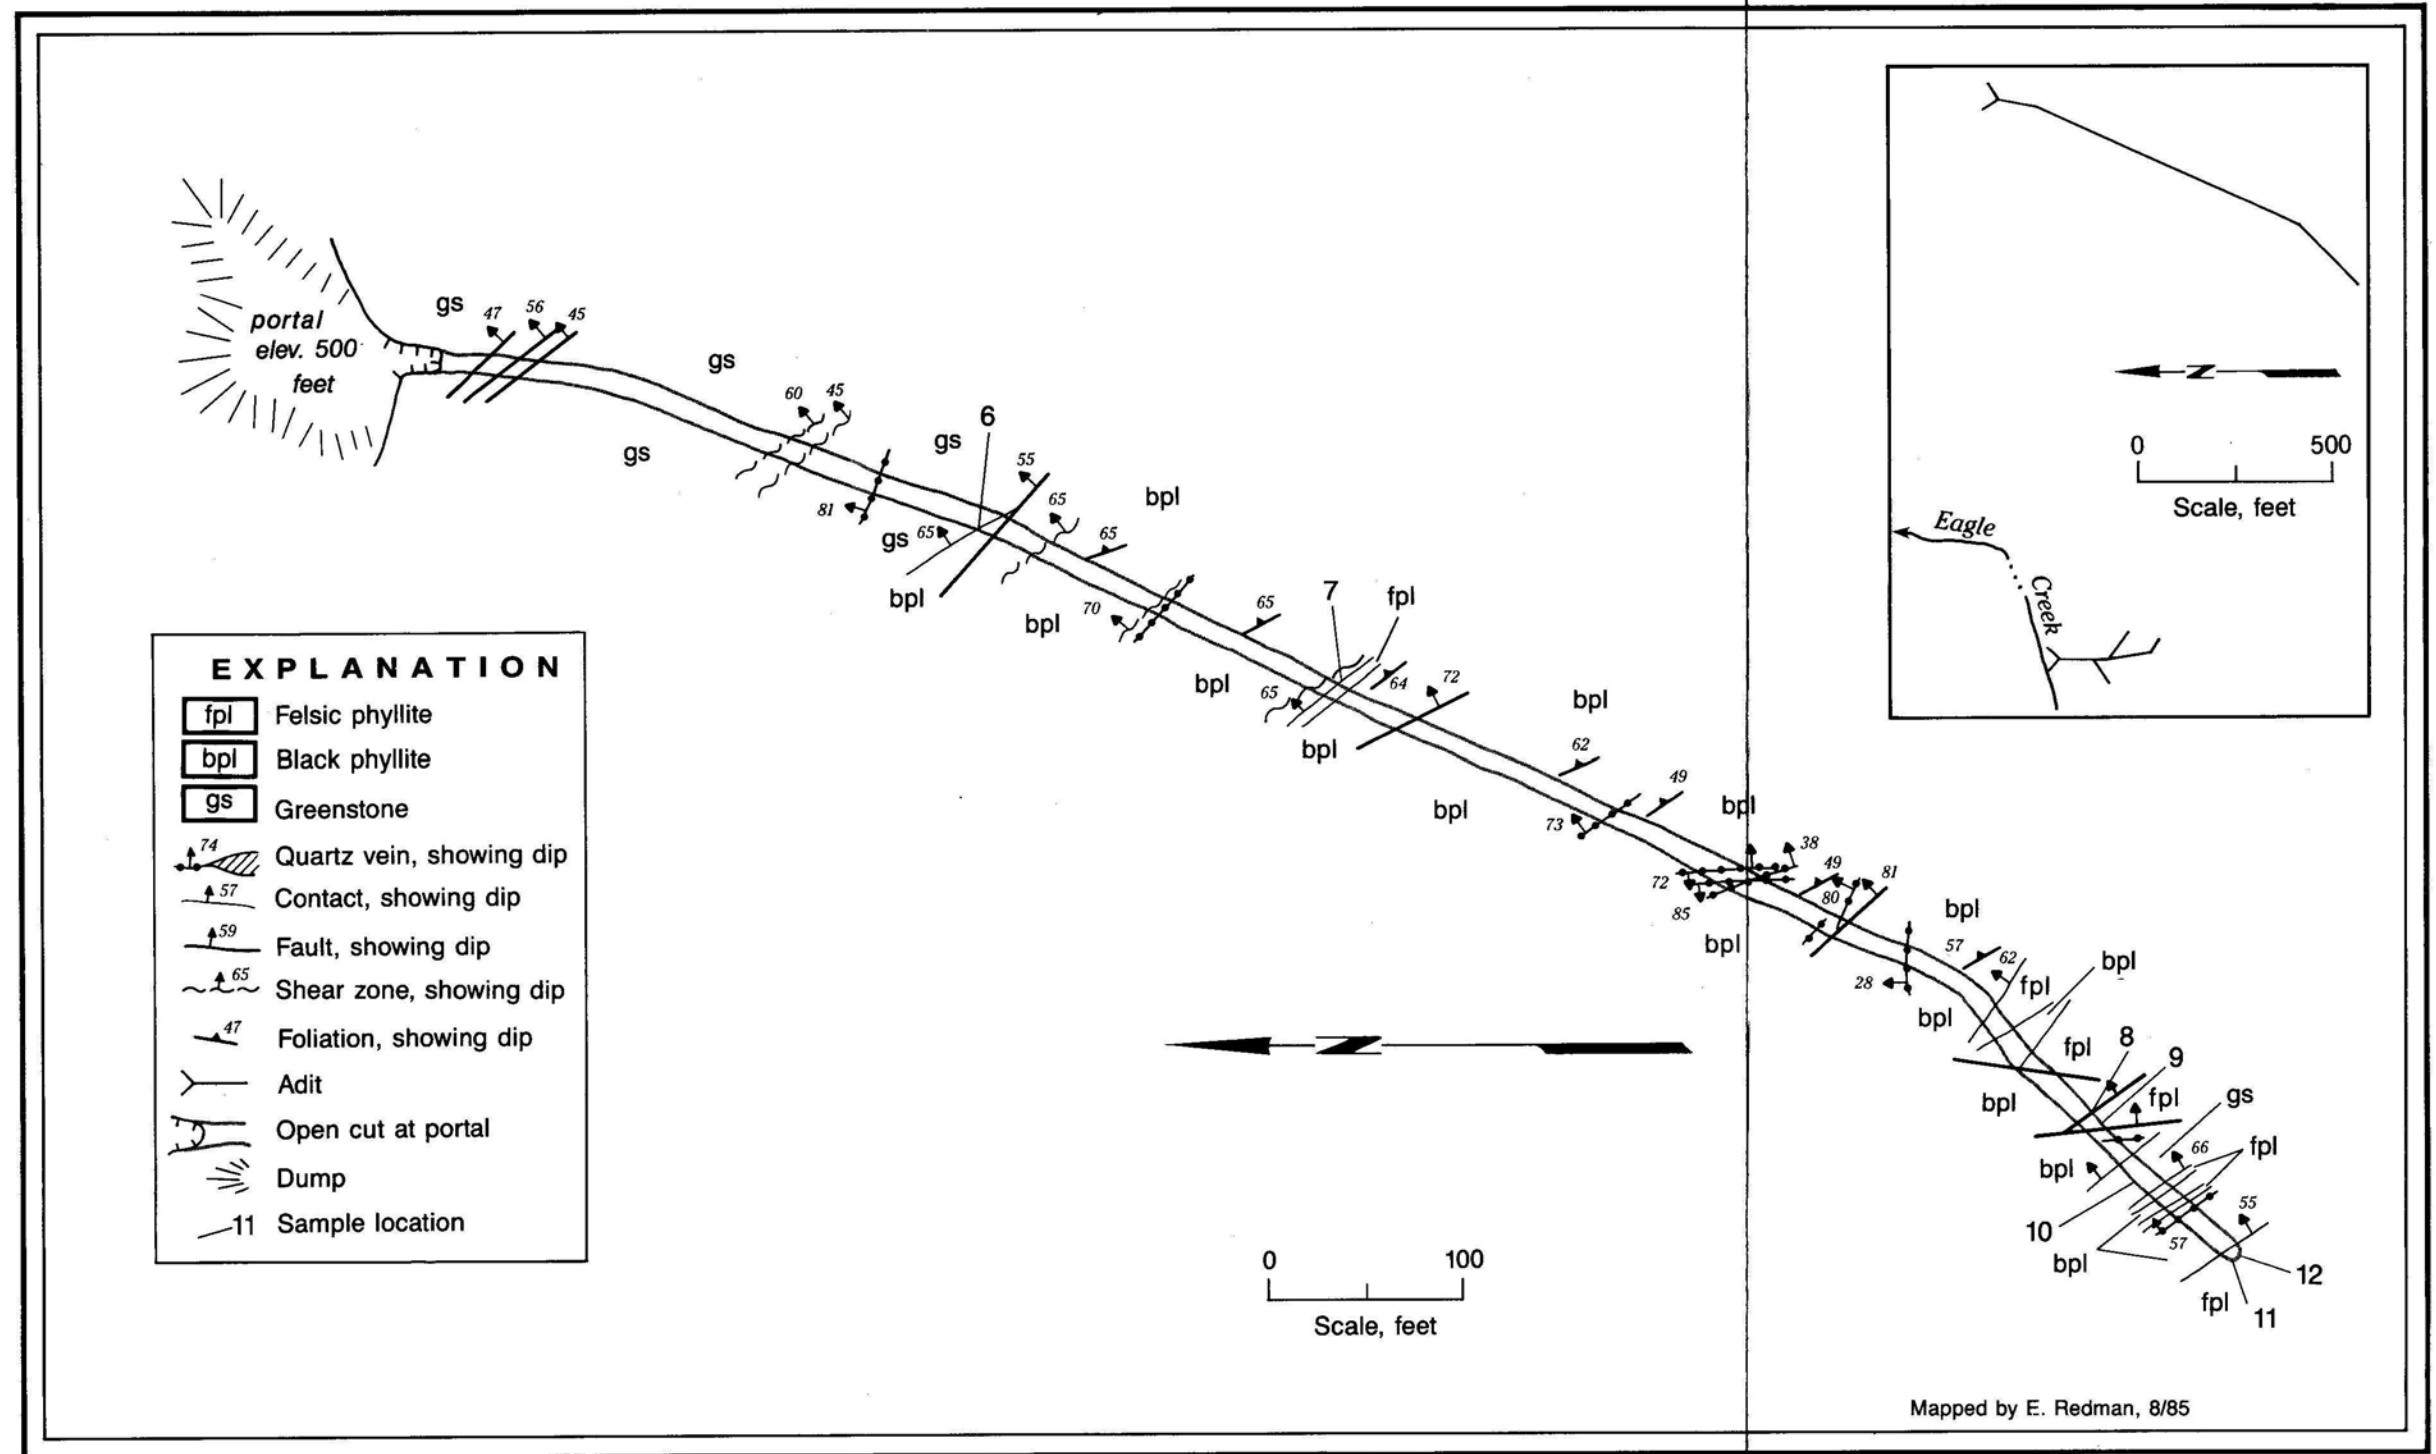 portal
elev. 500
feet
gs
47
56
45
gs
gs
60
45
81
6
gs
55
65
gs
65
bpl
bpl
65
70
bpl
65
7
fpl
bpl
65
64
72
bpl
bpl
62
49
73
bpl
bpl
38
72
85
49
80
81
bpl
bpl
57
62
28
bpl
fpl
bpl
fpl
8
9
bpl
fpl
gs
66
fpl
bpl
10
55
57
bpl
12
fpl
11
EXPLANATION
fpl Felsic phyllite
bpl Black phyllite
gs Greenstone
74 Quartz vein, showing dip
57 Contact, showing dip
59 Fault, showing dip
65 Shear zone, showing dip
47 Foliation, showing dip
Adit
Open cut at portal
Dump
11 Sample location
N
0 100
Scale, feet
N
0 500
Scale, feet
Eagle
Creek
Mapped by E. Redman, 8/85